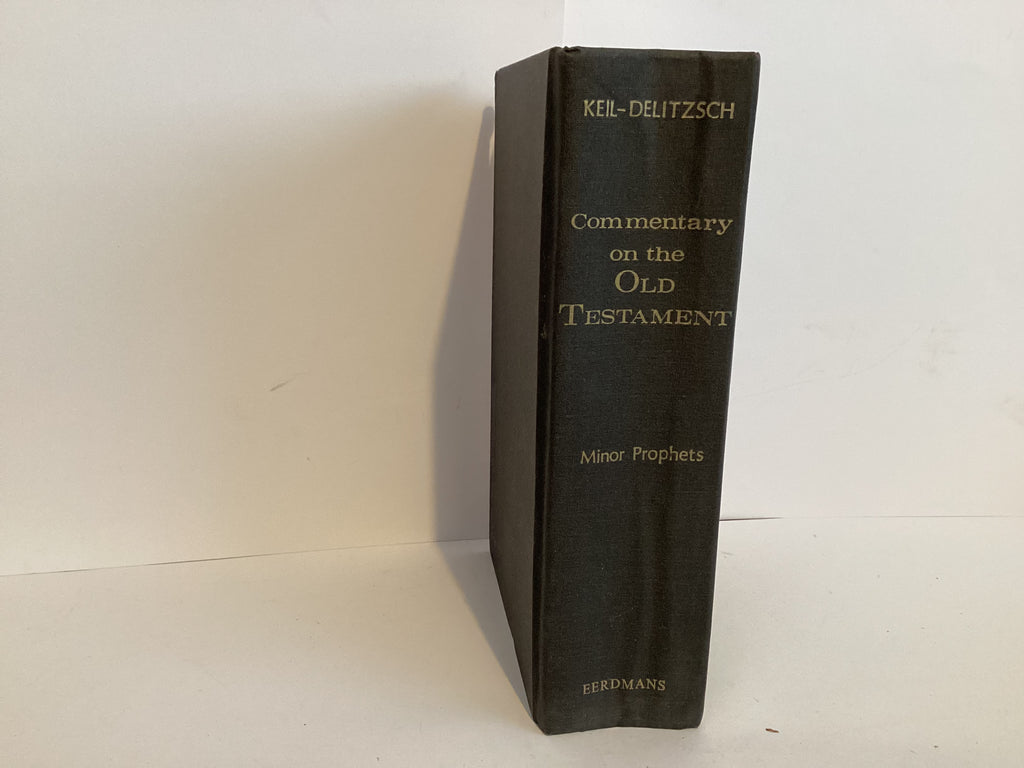 KEIL-DELITZSCH
Commentary
on the
OLD
TESTAMENT
Minor Prophets
EERDMANS